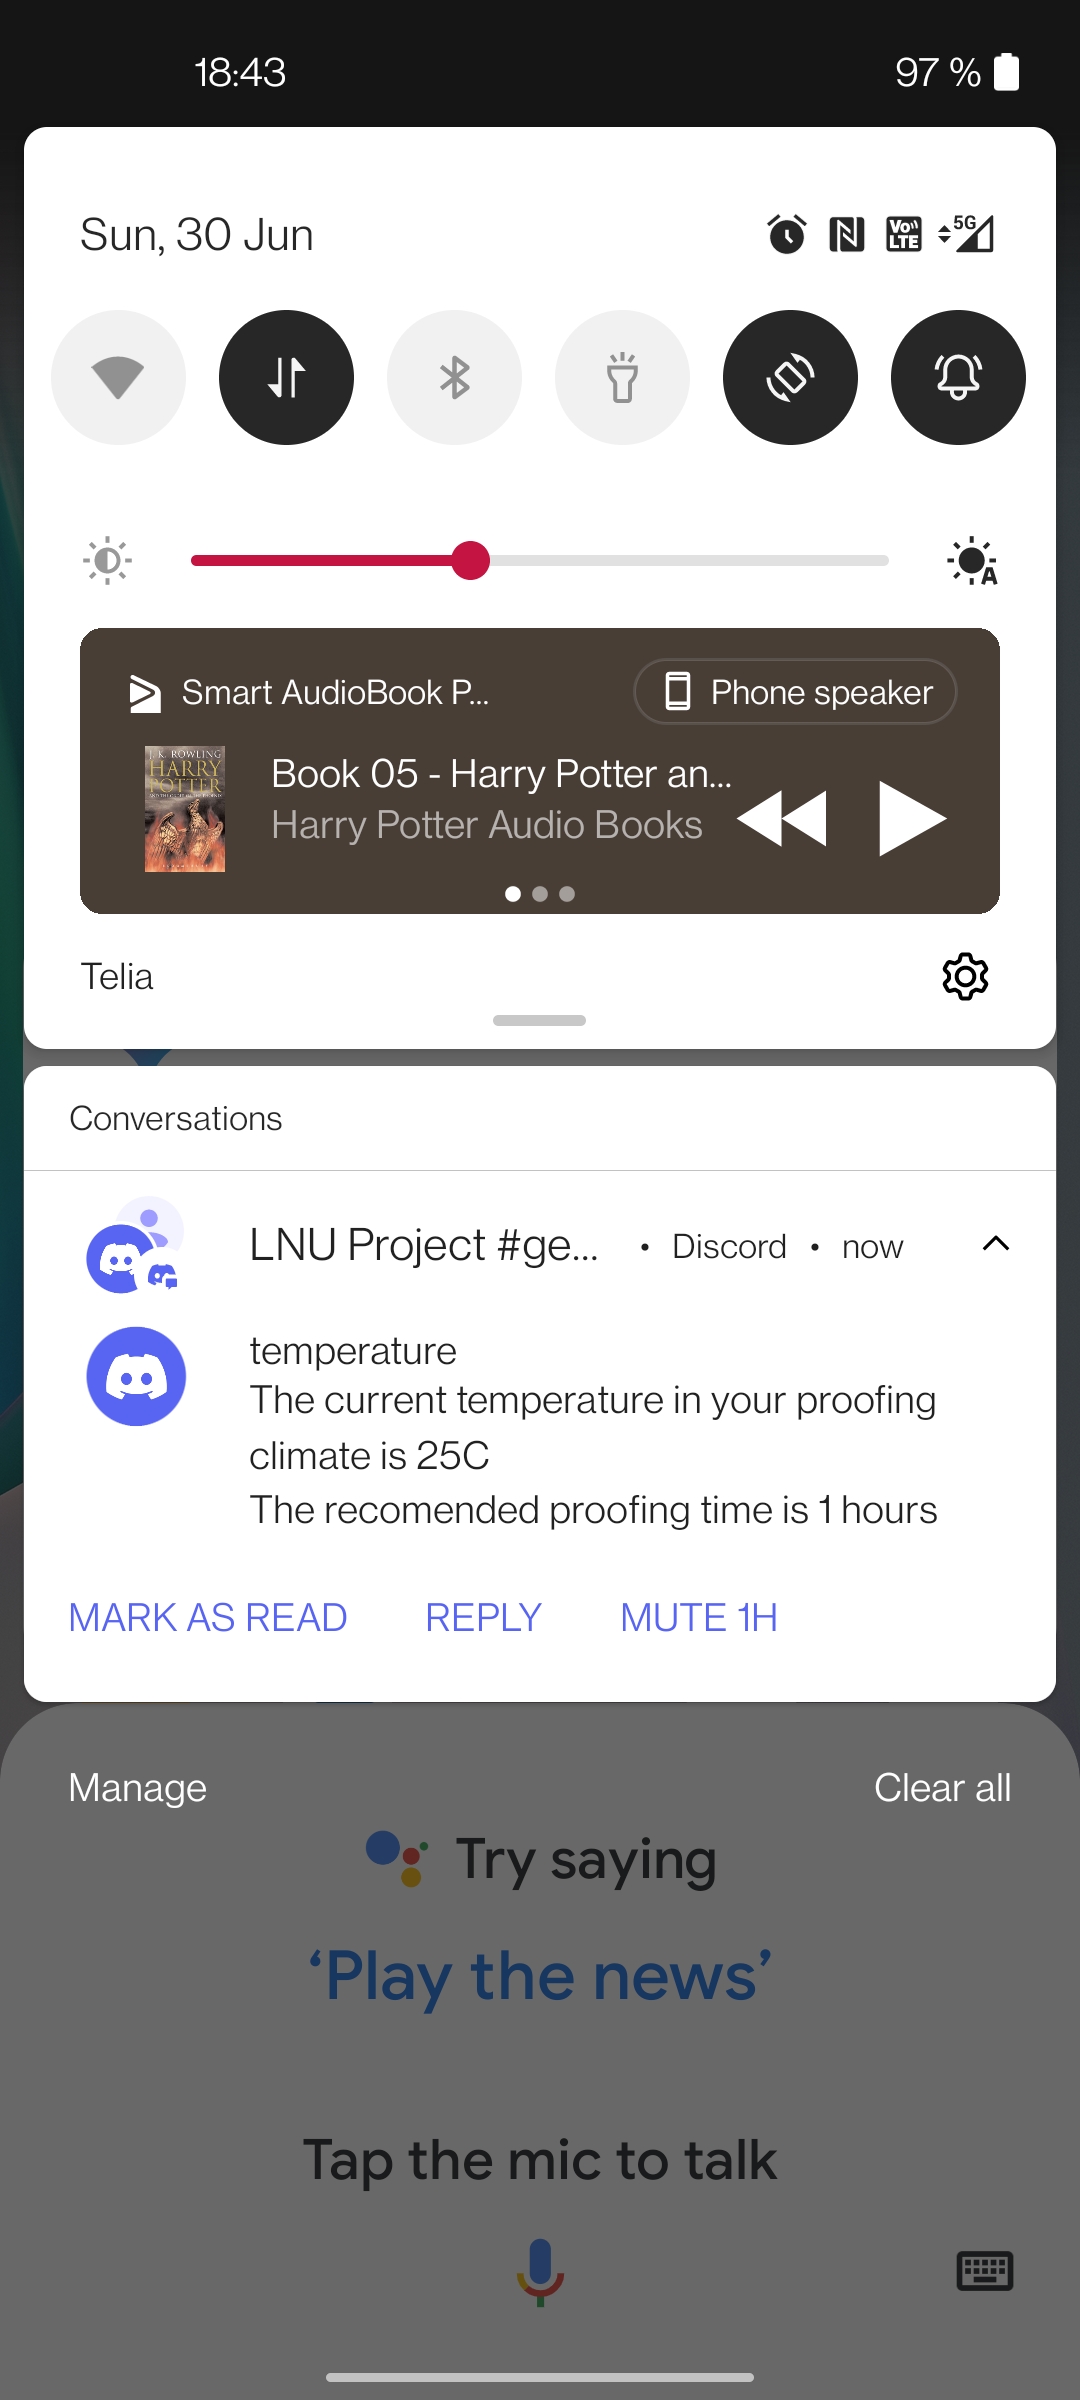 18:43
97 %
Sun, 30 Jun
Vo
LTE
5G
A
Smart AudioBook P...
Phone speaker
J. K. ROWLING
HARRY
POTTER
Book 05 - Harry Potter an...
Harry Potter Audio Books
Telia
Conversations
LNU Project #ge... • Discord • now
temperature
The current temperature in your proofing
climate is 25C
The recomended proofing time is 1 hours
MARK AS READ
REPLY
MUTE 1H
Manage
Clear all
Try saying
‘Play the news’
Tap the mic to talk